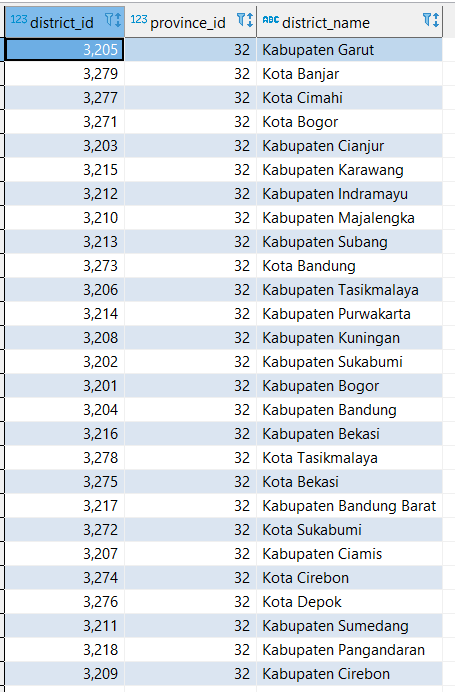 123 district_id 123 province_id ABC district_name
3,205 32 Kabupaten Garut
3,279 32 Kota Banjar
3,277 32 Kota Cimahi
3,271 32 Kota Bogor
3,203 32 Kabupaten Cianjur
3,215 32 Kabupaten Karawang
3,212 32 Kabupaten Indramayu
3,210 32 Kabupaten Majalengka
3,213 32 Kabupaten Subang
3,273 32 Kota Bandung
3,206 32 Kabupaten Tasikmalaya
3,214 32 Kabupaten Purwakarta
3,208 32 Kabupaten Kuningan
3,202 32 Kabupaten Sukabumi
3,201 32 Kabupaten Bogor
3,204 32 Kabupaten Bandung
3,216 32 Kabupaten Bekasi
3,278 32 Kota Tasikmalaya
3,275 32 Kota Bekasi
3,217 32 Kabupaten Bandung Barat
3,272 32 Kota Sukabumi
3,207 32 Kabupaten Ciamis
3,274 32 Kota Cirebon
3,276 32 Kota Depok
3,211 32 Kabupaten Sumedang
3,218 32 Kabupaten Pangandaran
3,209 32 Kabupaten Cirebon